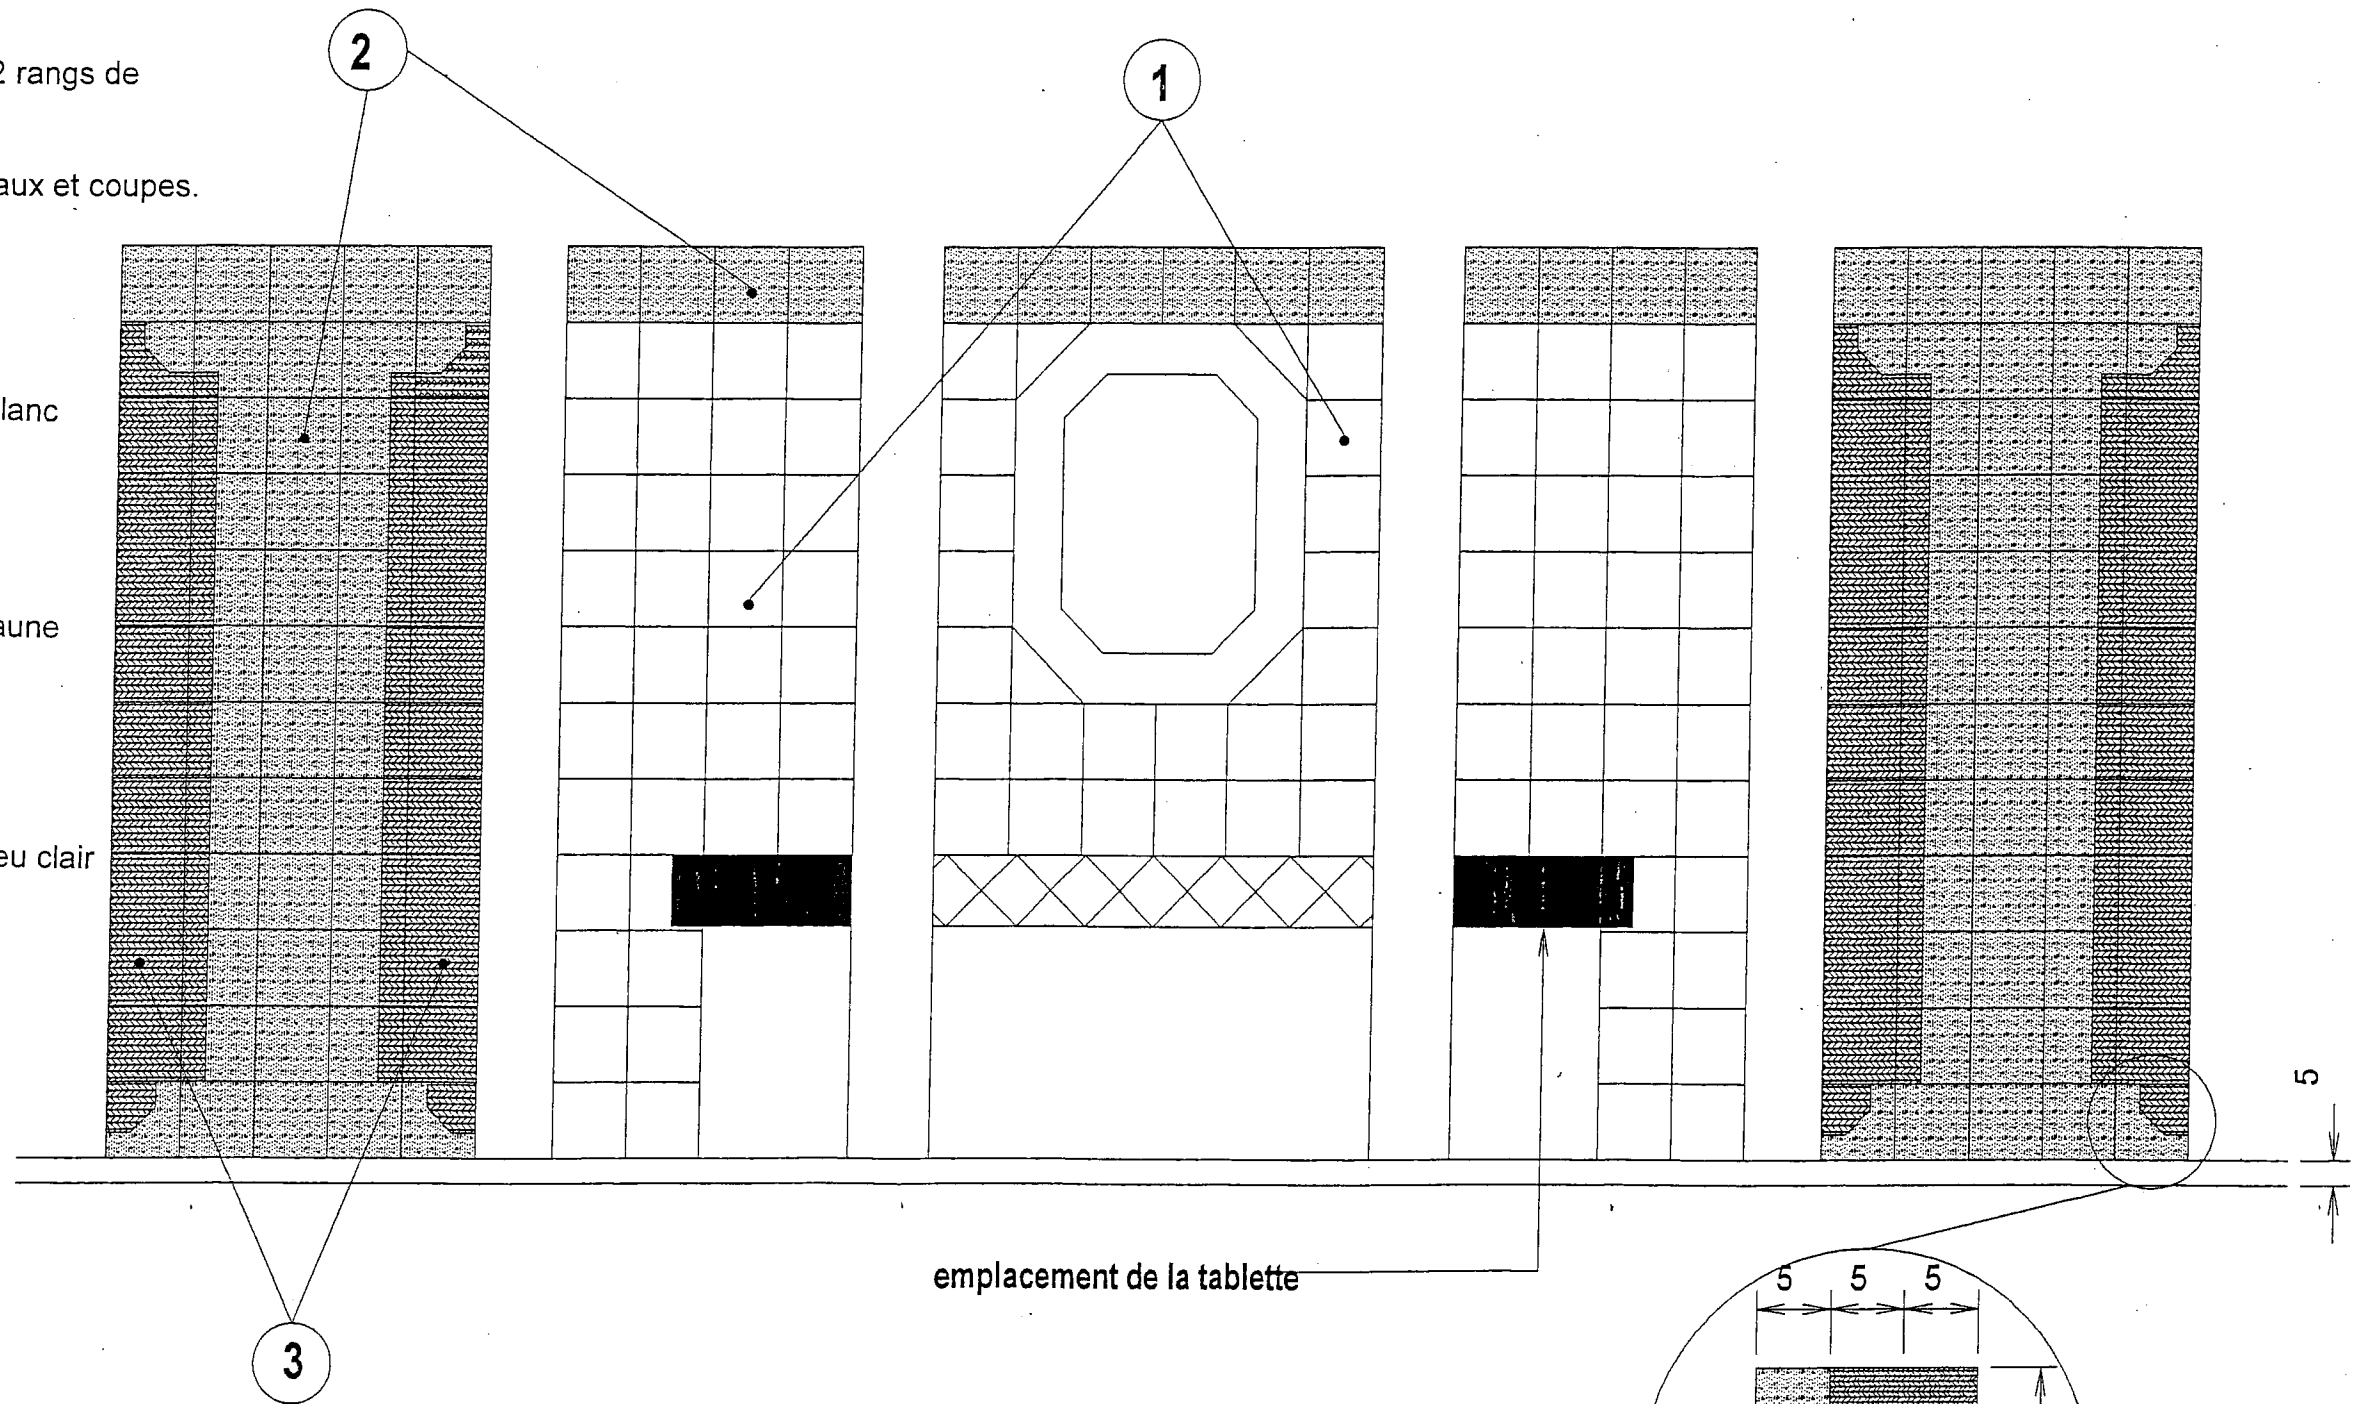 2
1
2 rangs de
aux et coupes.
lanc
aune
eu clair
5
emplacement de la tablette
5 5 5
3